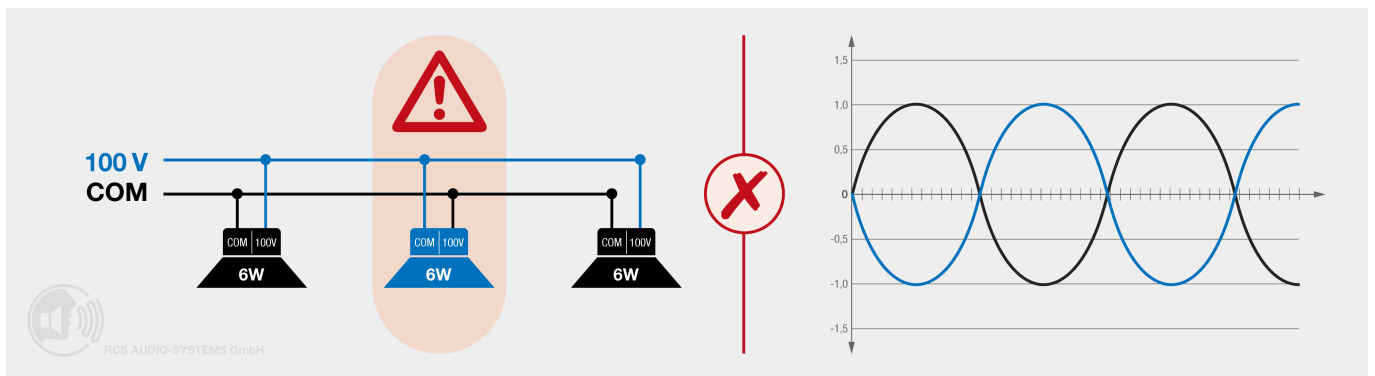 100 V
COM
COM 100V
6W
COM 100V
6W
COM 100V
6W
RCS AUDIO-SYSTEMS GmbH
1,5
1,0
0,5
0
-0,5
-1,0
-1,5